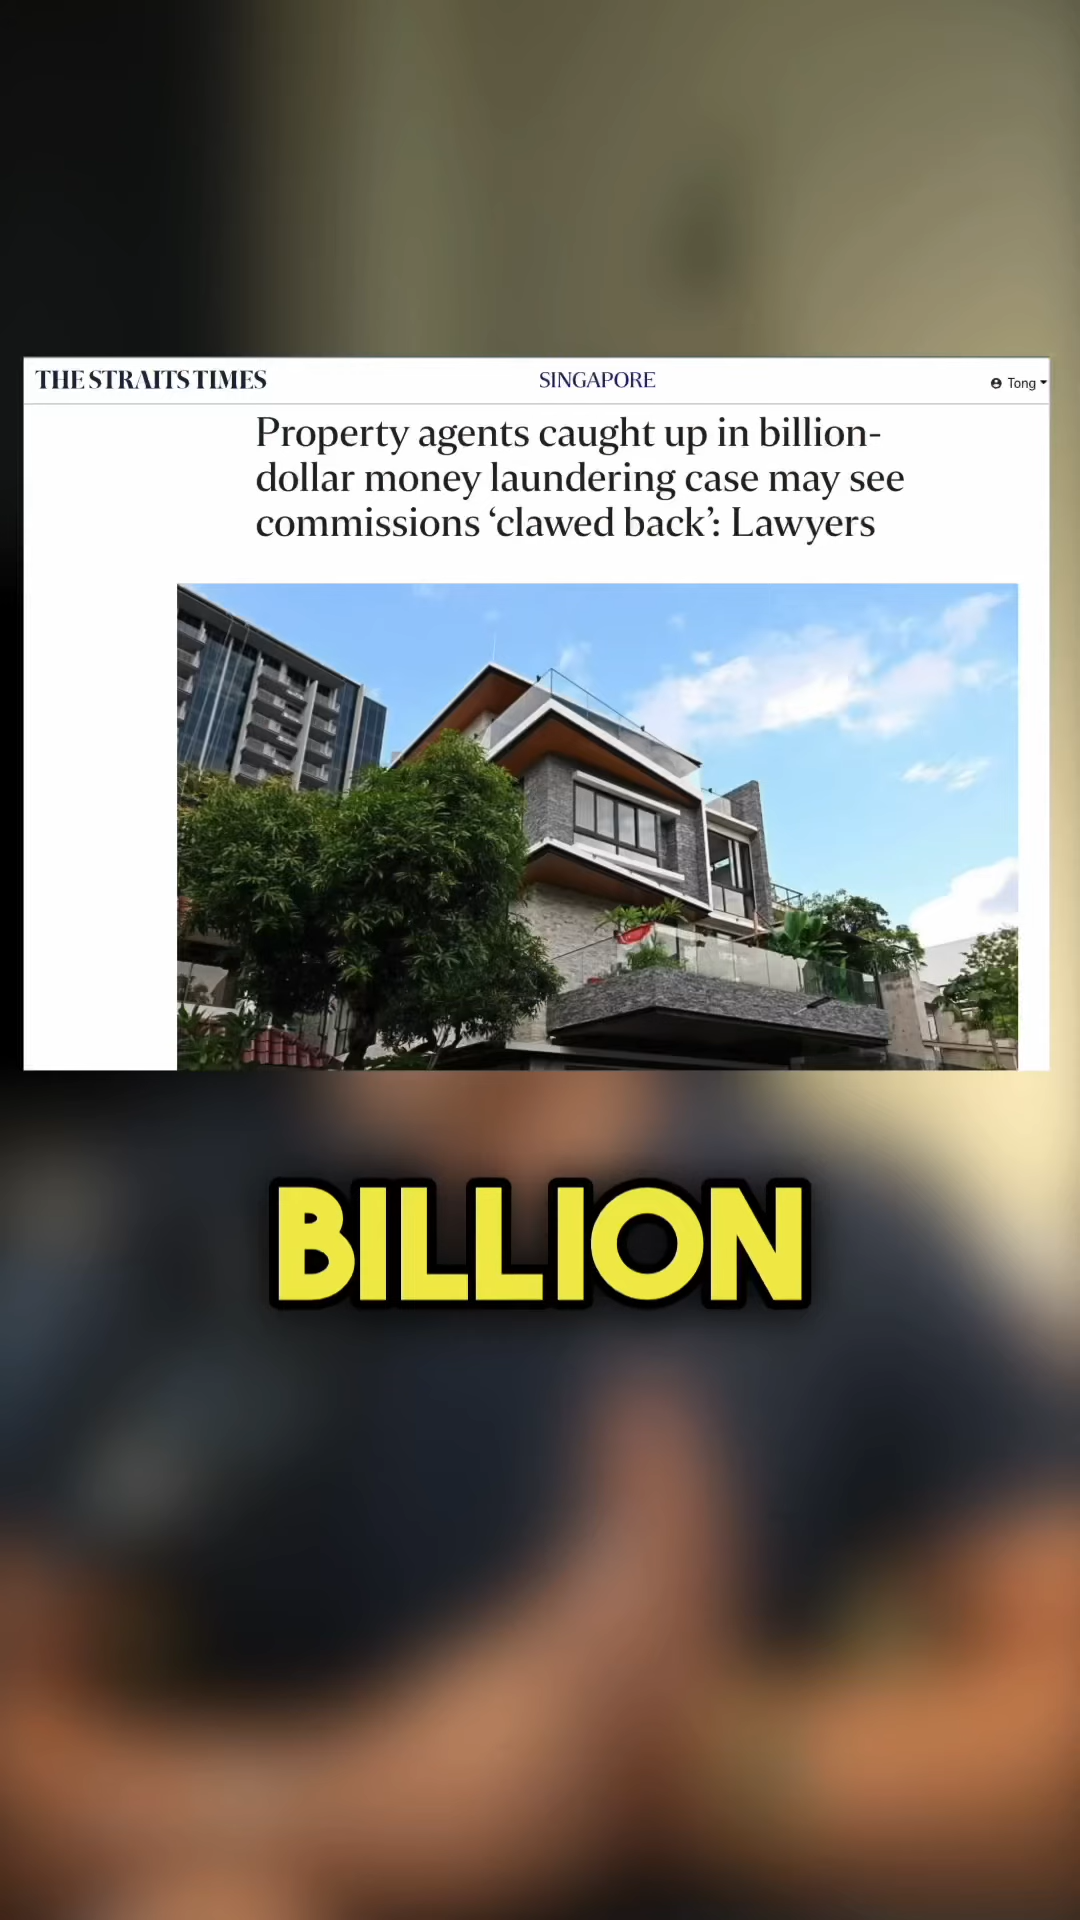 THE STRAITS TIMES
SINGAPORE
Tong
Property agents caught up in billion-
dollar money laundering case may see
commissions ‘clawed back’: Lawyers
BILLION